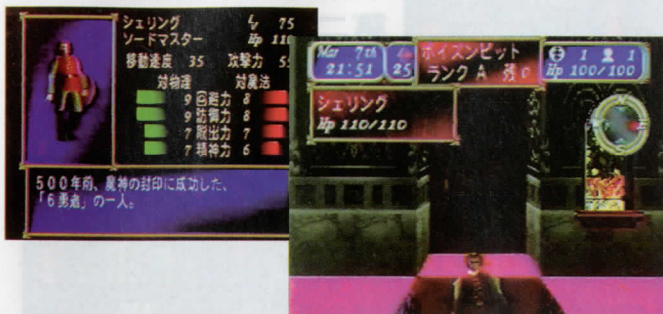 シェリング Lv 75
ソードマスター Hp 110
移動速度 35 攻撃力 55
対物理 対魔法
9 回避力 8
9 防御力 8
7 脱出力 7
7 精神力 6
500年前、魔神の封印に成功した、
「6勇者」の一人。
Mar 7th
21:51 25
ポイズンピット
ランク A 残 0
1 1
Hp 100/100
シェリング
Hp 110/110